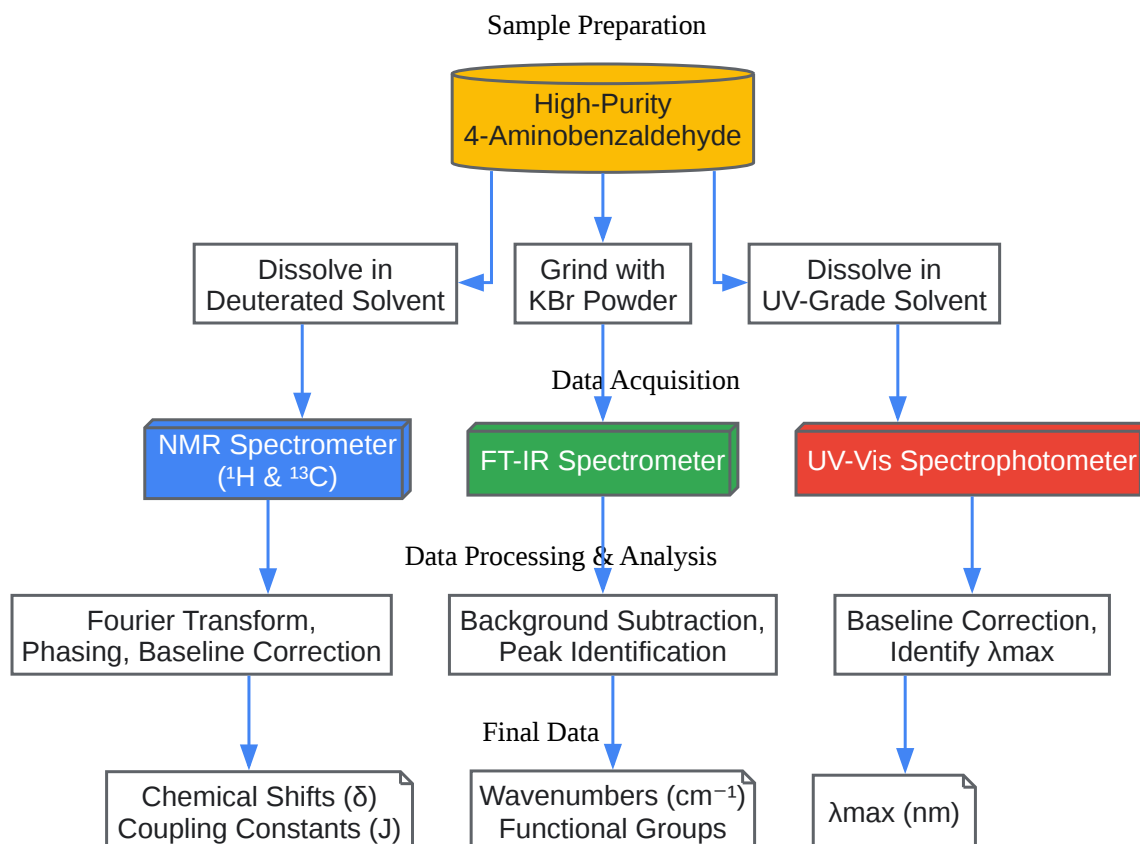 Sample Preparation
High-Purity
4-Aminobenzaldehyde
Dissolve in
Deuterated Solvent
Grind with
KBr Powder
Dissolve in
UV-Grade Solvent
Data Acquisition
NMR Spectrometer
(¹H & ¹³C)
FT-IR Spectrometer
UV-Vis Spectrophotometer
Data Processing & Analysis
Fourier Transform,
Phasing, Baseline Correction
Background Subtraction,
Peak Identification
Baseline Correction,
Identify λmax
Final Data
Chemical Shifts (δ)
Coupling Constants (J)
Wavenumbers (cm⁻¹)
Functional Groups
λmax (nm)